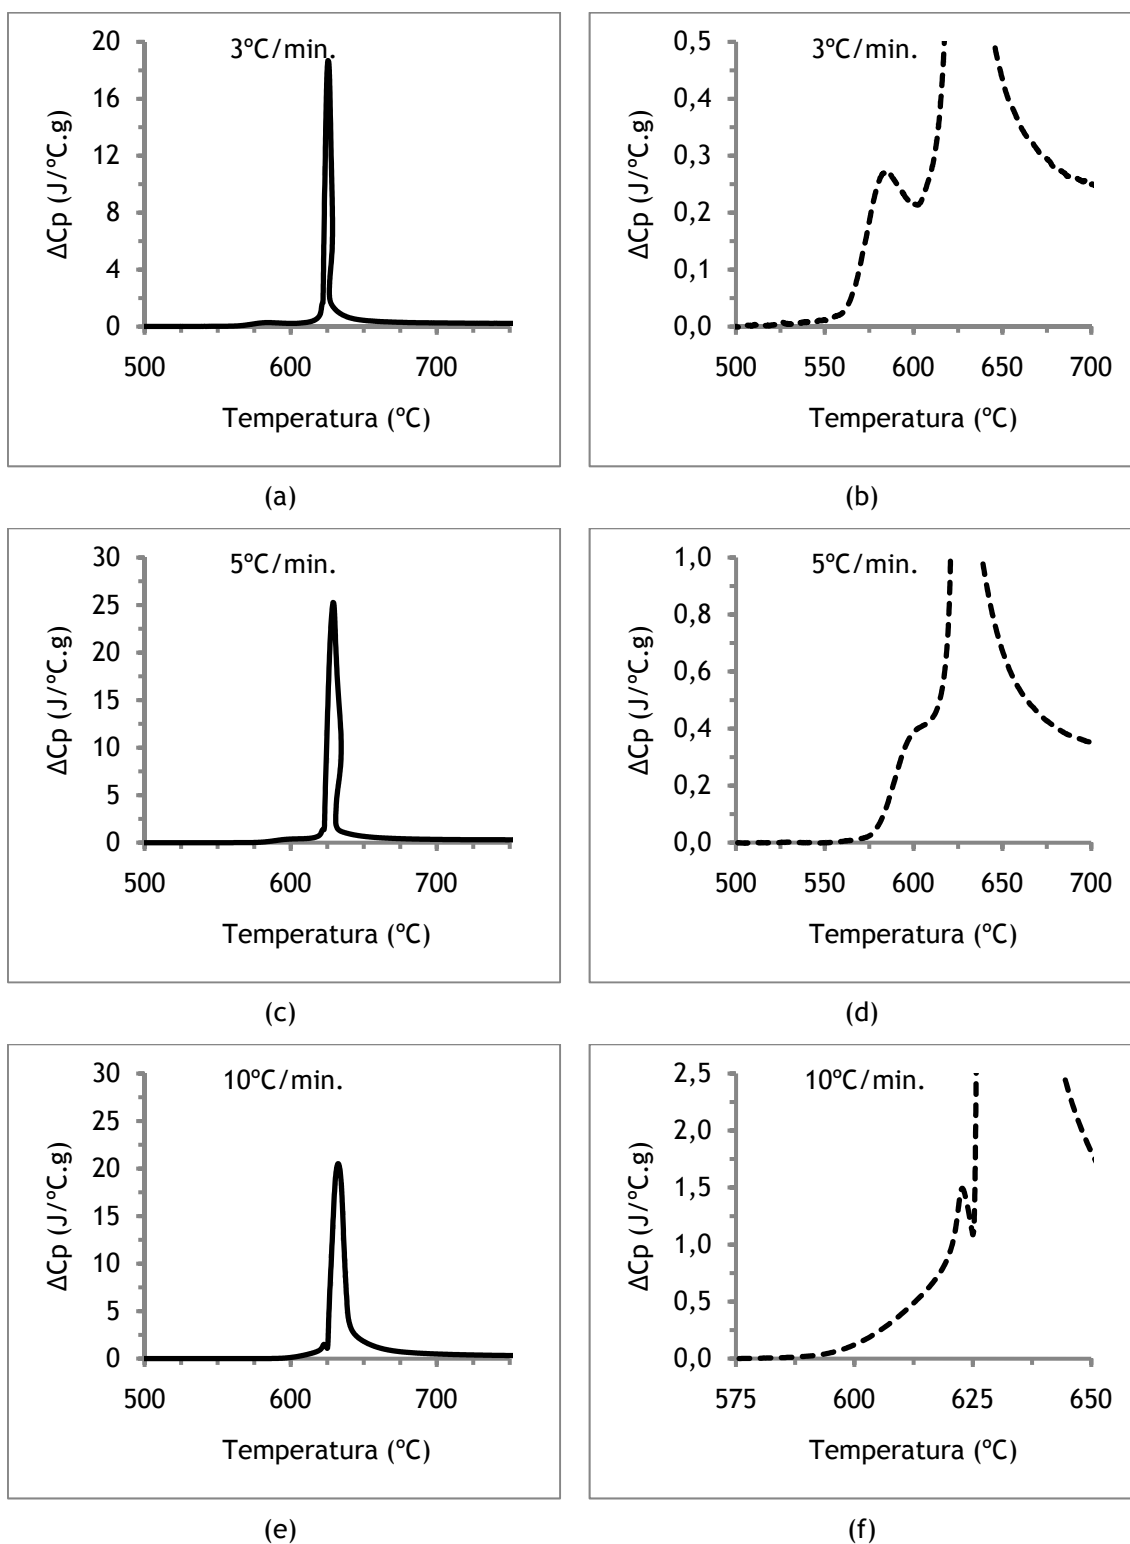 3ºC/min.
ΔCp (J/ºC.g)
20
16
12
8
4
0
500 600 700
Temperatura (ºC)
(a)
3ºC/min.
ΔCp (J/ºC.g)
0,5
0,4
0,3
0,2
0,1
0,0
500 550 600 650 700
Temperatura (ºC)
(b)
5ºC/min.
ΔCp (J/ºC.g)
30
25
20
15
10
5
0
500 600 700
Temperatura (ºC)
(c)
5ºC/min.
ΔCp (J/ºC.g)
1,0
0,8
0,6
0,4
0,2
0,0
500 550 600 650 700
Temperatura (ºC)
(d)
10ºC/min.
ΔCp (J/ºC.g)
30
25
20
15
10
5
0
500 600 700
Temperatura (ºC)
(e)
10ºC/min.
ΔCp (J/ºC.g)
2,5
2,0
1,5
1,0
0,5
0,0
575 600 625 650
Temperatura (ºC)
(f)